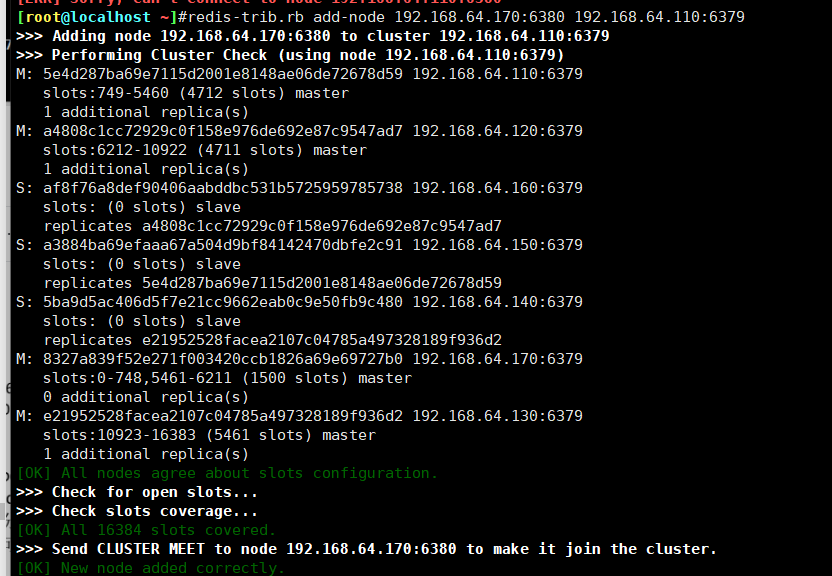 [root@localhost ~]#redis-trib.rb add-node 192.168.64.170:6380 192.168.64.110:6379
>>> Adding node 192.168.64.170:6380 to cluster 192.168.64.110:6379
>>> Performing Cluster Check (using node 192.168.64.110:6379)
M: 5e4d287ba69e7115d2001e8148ae06de72678d59 192.168.64.110:6379
slots:749-5460 (4712 slots) master
1 additional replica(s)
M: a4808c1cc72929c0f158e976de692e87c9547ad7 192.168.64.120:6379
slots:6212-10922 (4711 slots) master
1 additional replica(s)
S: af8f76a8def90406aabddbc531b5725959785738 192.168.64.160:6379
slots: (0 slots) slave
replicates a4808c1cc72929c0f158e976de692e87c9547ad7
S: a3884ba69efaaa67a504d9bf84142470dbfe2c91 192.168.64.150:6379
slots: (0 slots) slave
replicates 5e4d287ba69e7115d2001e8148ae06de72678d59
S: 5ba9d5ac406d5f7e21cc9662eab0c9e50fb9c480 192.168.64.140:6379
slots: (0 slots) slave
replicates e21952528facea2107c04785a497328189f936d2
M: 8327a839f52e271f003420ccb1826a69e69727b0 192.168.64.170:6379
slots:0-748,5461-6211 (1500 slots) master
0 additional replica(s)
M: e21952528facea2107c04785a497328189f936d2 192.168.64.130:6379
slots:10923-16383 (5461 slots) master
1 additional replica(s)
[OK] All nodes agree about slots configuration.
>>> Check for open slots...
>>> Check slots coverage...
[OK] All 16384 slots covered.
>>> Send CLUSTER MEET to node 192.168.64.170:6380 to make it join the cluster.
[OK] New node added correctly.